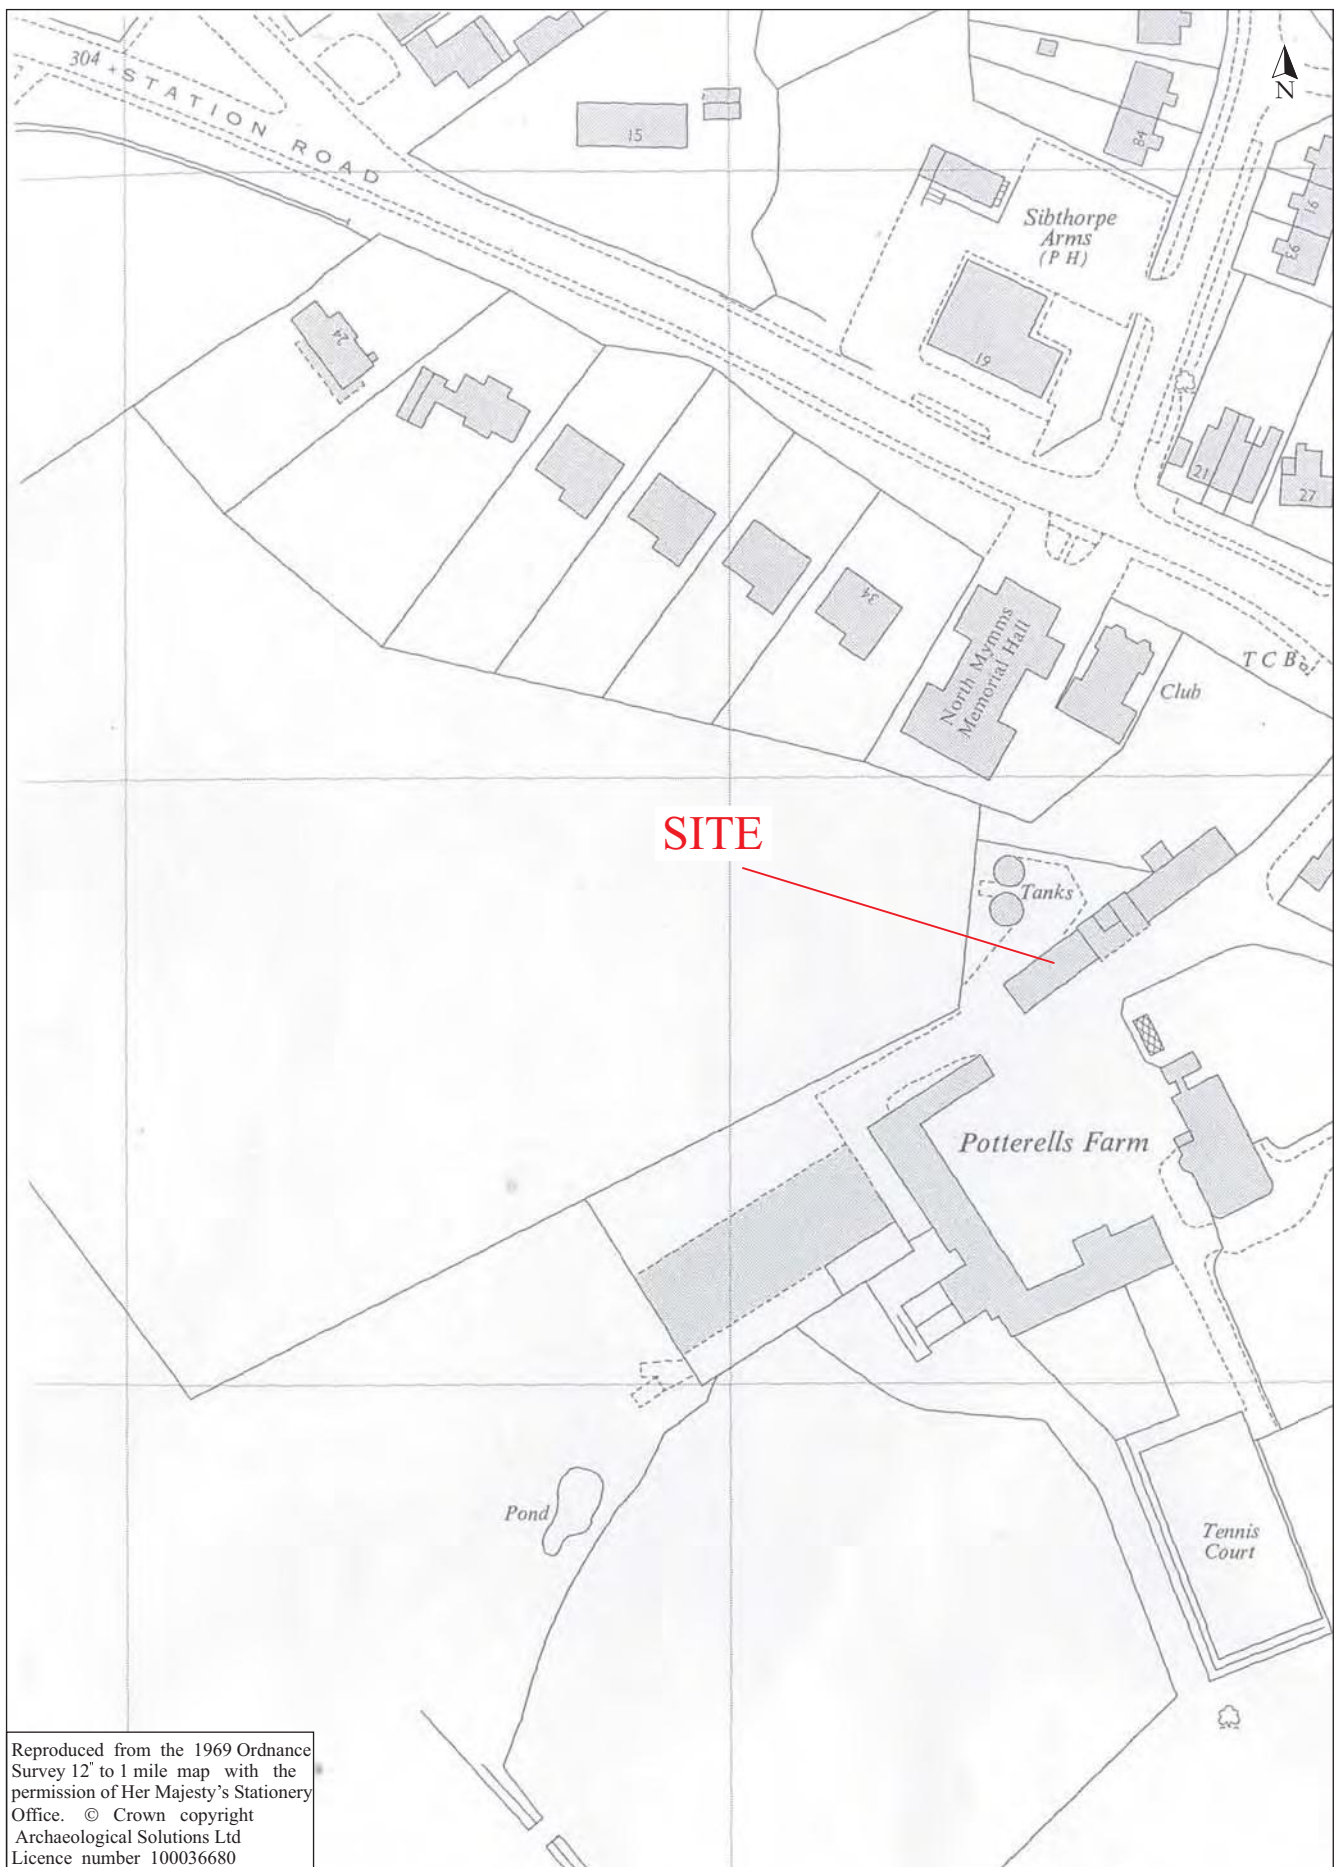 304
STATION ROAD
N
15
84
Sibthorpe
Arms
(P H)
16
93
24
19
21
27
34
North Mymms
Memorial Hall
T C B
Club
SITE
Tanks
Potterells Farm
Pond
Tennis
Court
Reproduced from the 1969 Ordnance
Survey 12" to 1 mile map with the
permission of Her Majesty's Stationery
Office. © Crown copyright
Archaeological Solutions Ltd
Licence number 100036680